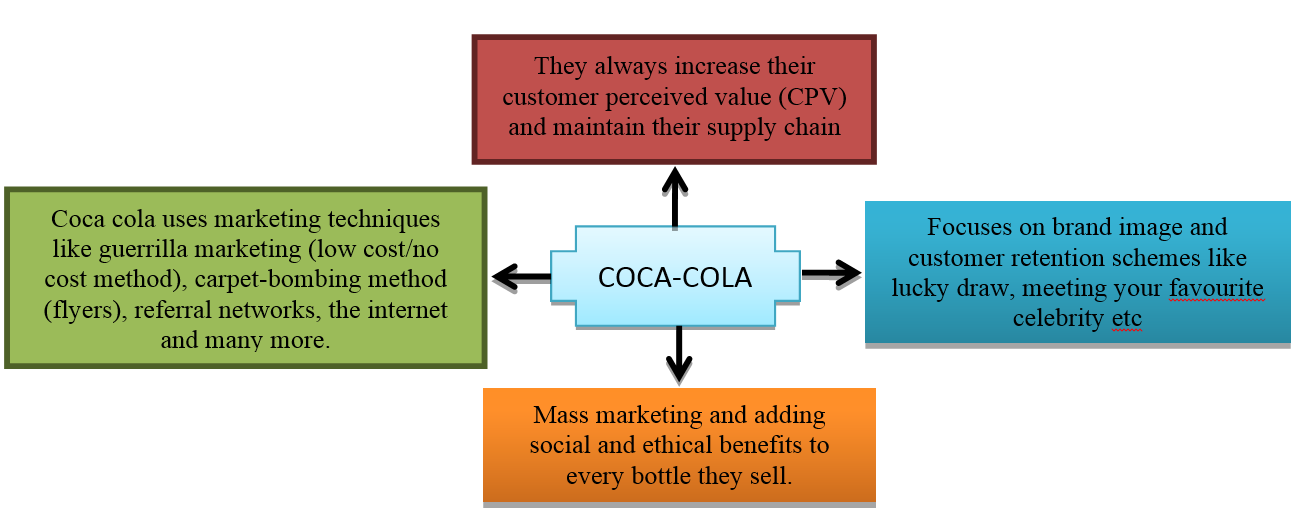 They always increase their
customer perceived value (CPV)
and maintain their supply chain
Coca cola uses marketing techniques
like guerrilla marketing (low cost/no
cost method), carpet-bombing method
(flyers), referral networks, the internet
and many more.
COCA-COLA
Focuses on brand image and
customer retention schemes like
lucky draw, meeting your favourite
celebrity etc
Mass marketing and adding
social and ethical benefits to
every bottle they sell.